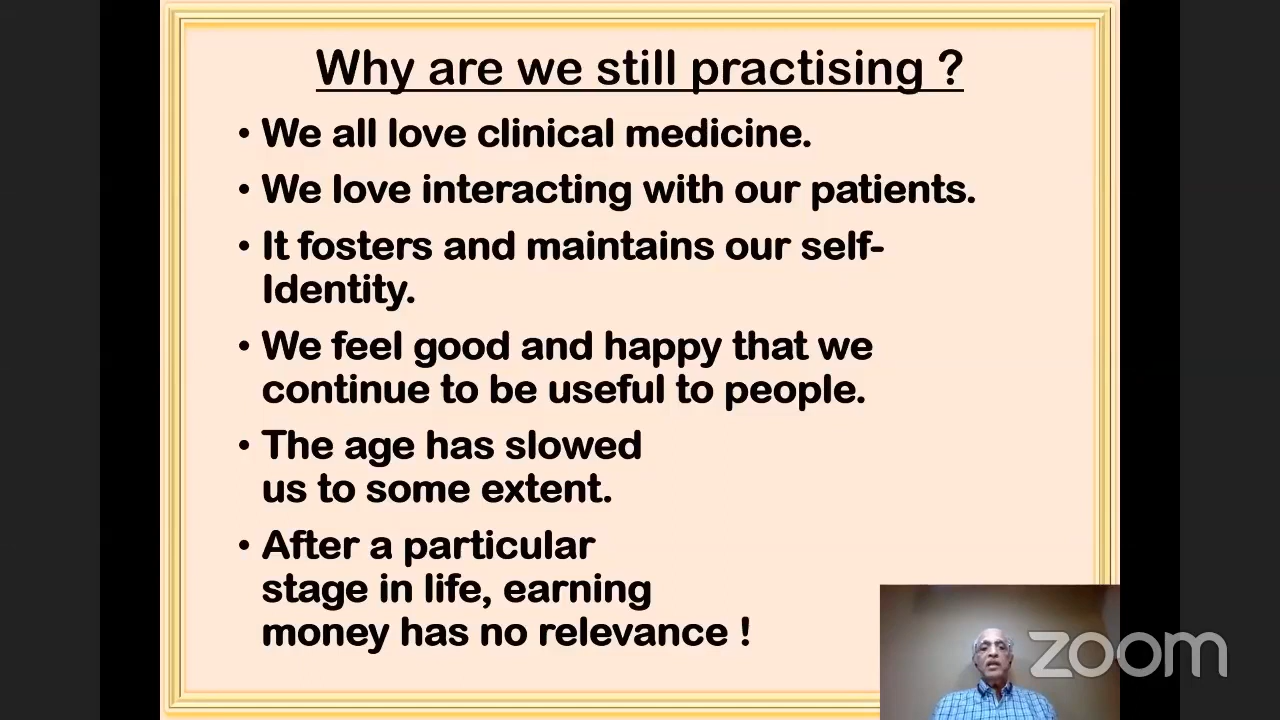 Why are we still practising ?
• We all love clinical medicine.
• We love interacting with our patients.
• It fosters and maintains our self-
Identity.
• We feel good and happy that we
continue to be useful to people.
• The age has slowed
us to some extent.
• After a particular
stage in life, earning
money has no relevance !
zoom